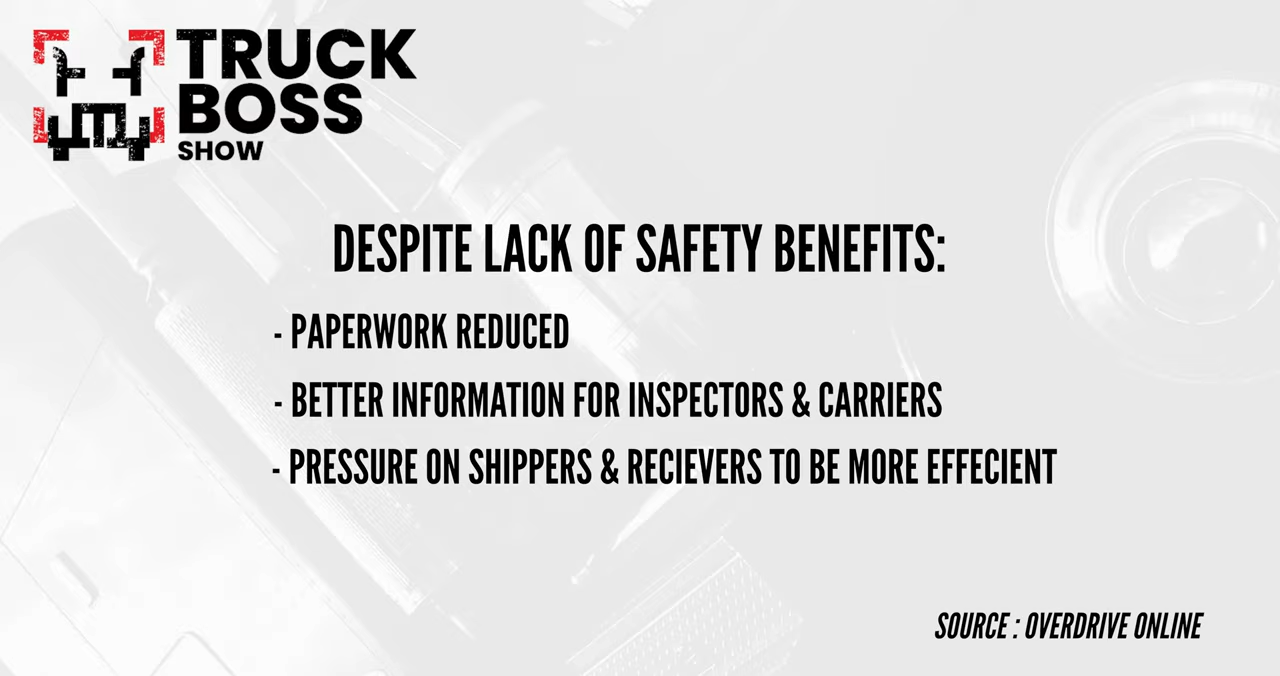 TRUCK
BOSS
SHOW
DESPITE LACK OF SAFETY BENEFITS:
- PAPERWORK REDUCED
- BETTER INFORMATION FOR INSPECTORS & CARRIERS
- PRESSURE ON SHIPPERS & RECIEVERS TO BE MORE EFFECIENT
SOURCE : OVERDRIVE ONLINE